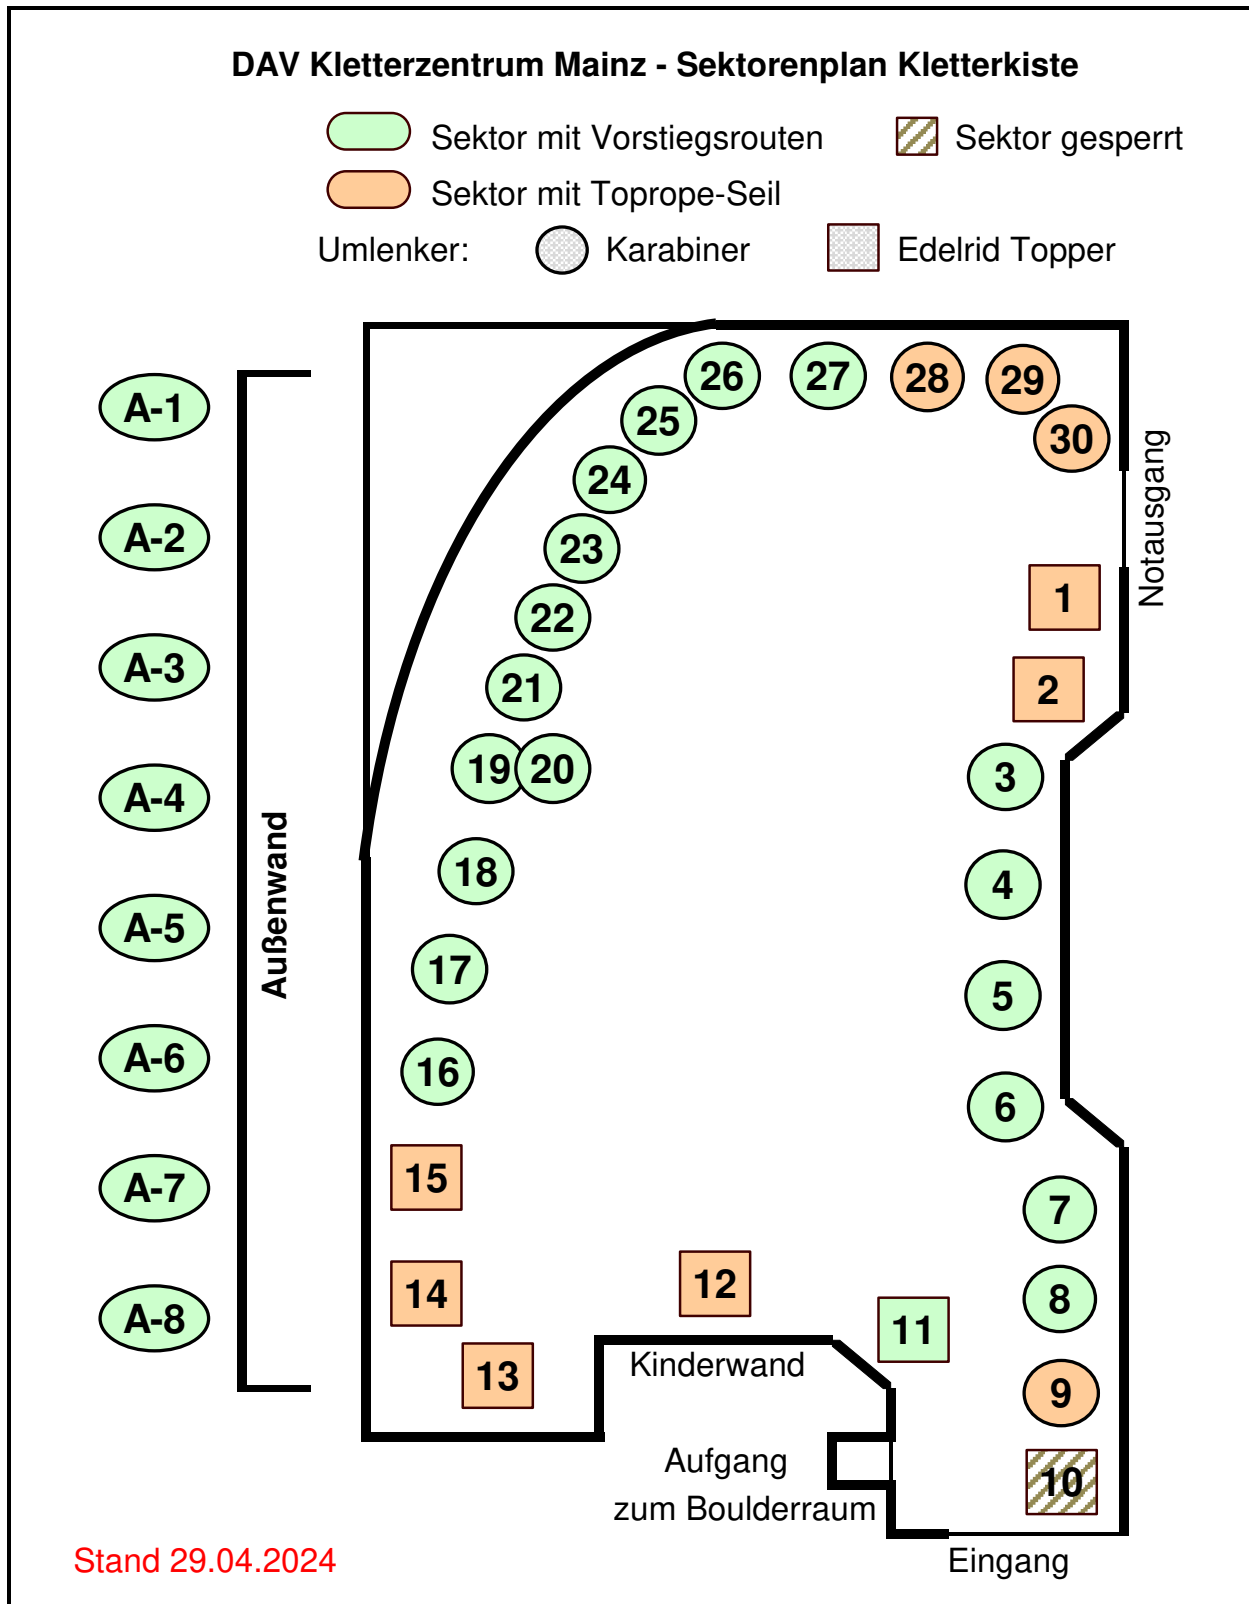 DAV Kletterzentrum Mainz - Sektorenplan Kletterkiste
Sektor mit Vorstiegsrouten
Sektor gesperrt
Sektor mit Toprope-Seil
Umlenker:
Karabiner
Edelrid Topper
A-1
A-2
A-3
A-4
A-5
A-6
A-7
A-8
Außenwand
26
27
28
29
30
25
24
23
22
21
19
20
18
17
16
15
14
13
12
11
Notausgang
1
2
3
4
5
6
7
8
9
10
Kinderwand
Aufgang
zum Boulderraum
Eingang
Stand 29.04.2024